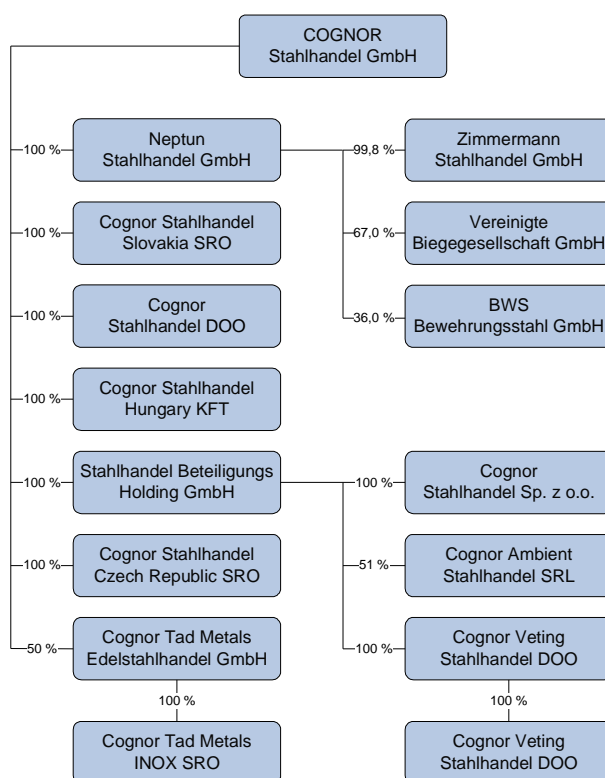 COGNOR
Stahlhandel GmbH
100 %
Neptun
Stahlhandel GmbH
99,8 %
Zimmermann
Stahlhandel GmbH
100 %
Cognor Stahlhandel
Slovakia SRO
67,0 %
Vereinigte
Biegegesellschaft GmbH
100 %
Cognor
Stahlhandel DOO
36,0 %
BWS
Bewehrungsstahl GmbH
100 %
Cognor Stahlhandel
Hungary KFT
100 %
Stahlhandel Beteiligungs
Holding GmbH
100 %
Cognor
Stahlhandel Sp. z o.o.
100 %
Cognor Stahlhandel
Czech Republic SRO
51 %
Cognor Ambient
Stahlhandel SRL
50 %
Cognor Tad Metals
Edelstahlhandel GmbH
100 %
Cognor Veting
Stahlhandel DOO
100 %
100 %
Cognor Tad Metals
INOX SRO
Cognor Veting
Stahlhandel DOO